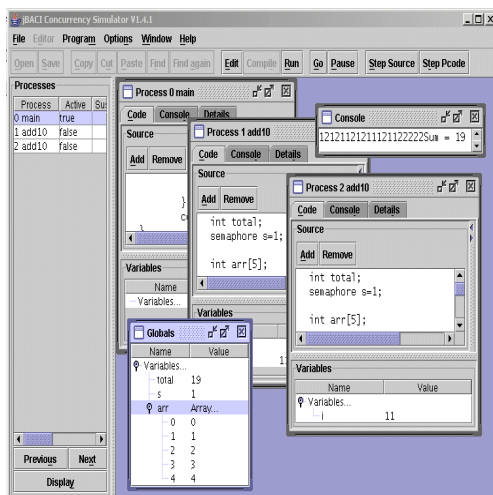 jBACI Concurrency Simulator V1.4.1
File Editor Program Options Window Help
Open Save Copy Cut Paste Find Find again Edit Compile Run Go Pause Step Source Step Pcode
Processes
Process Active Sus
0 main true
1 add10 false
2 add10 false
Previous Next
Display
Process 0 main
Code Console Details
Source
Add Remove
}
co
}
Variables
Name
Variables...
Process 1 add10
Code Console Details
Source
Add Remove
int total;
semaphore s=1;
int arr[5];
Variables
11
Console
12121121211121122222Sum = 19
Process 2 add10
Code Console Details
Source
Add Remove
int total;
semaphore s=1;
int arr[5];
Variables
Name Value
Variables...
i 11
Globals
Name Value
Variables...
total 19
s 1
arr Array...
0 0
1 1
2 2
3 3
4 4